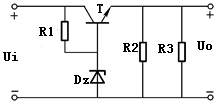 + T +
R1
Ui R2 R3 Uo
Dz
− −